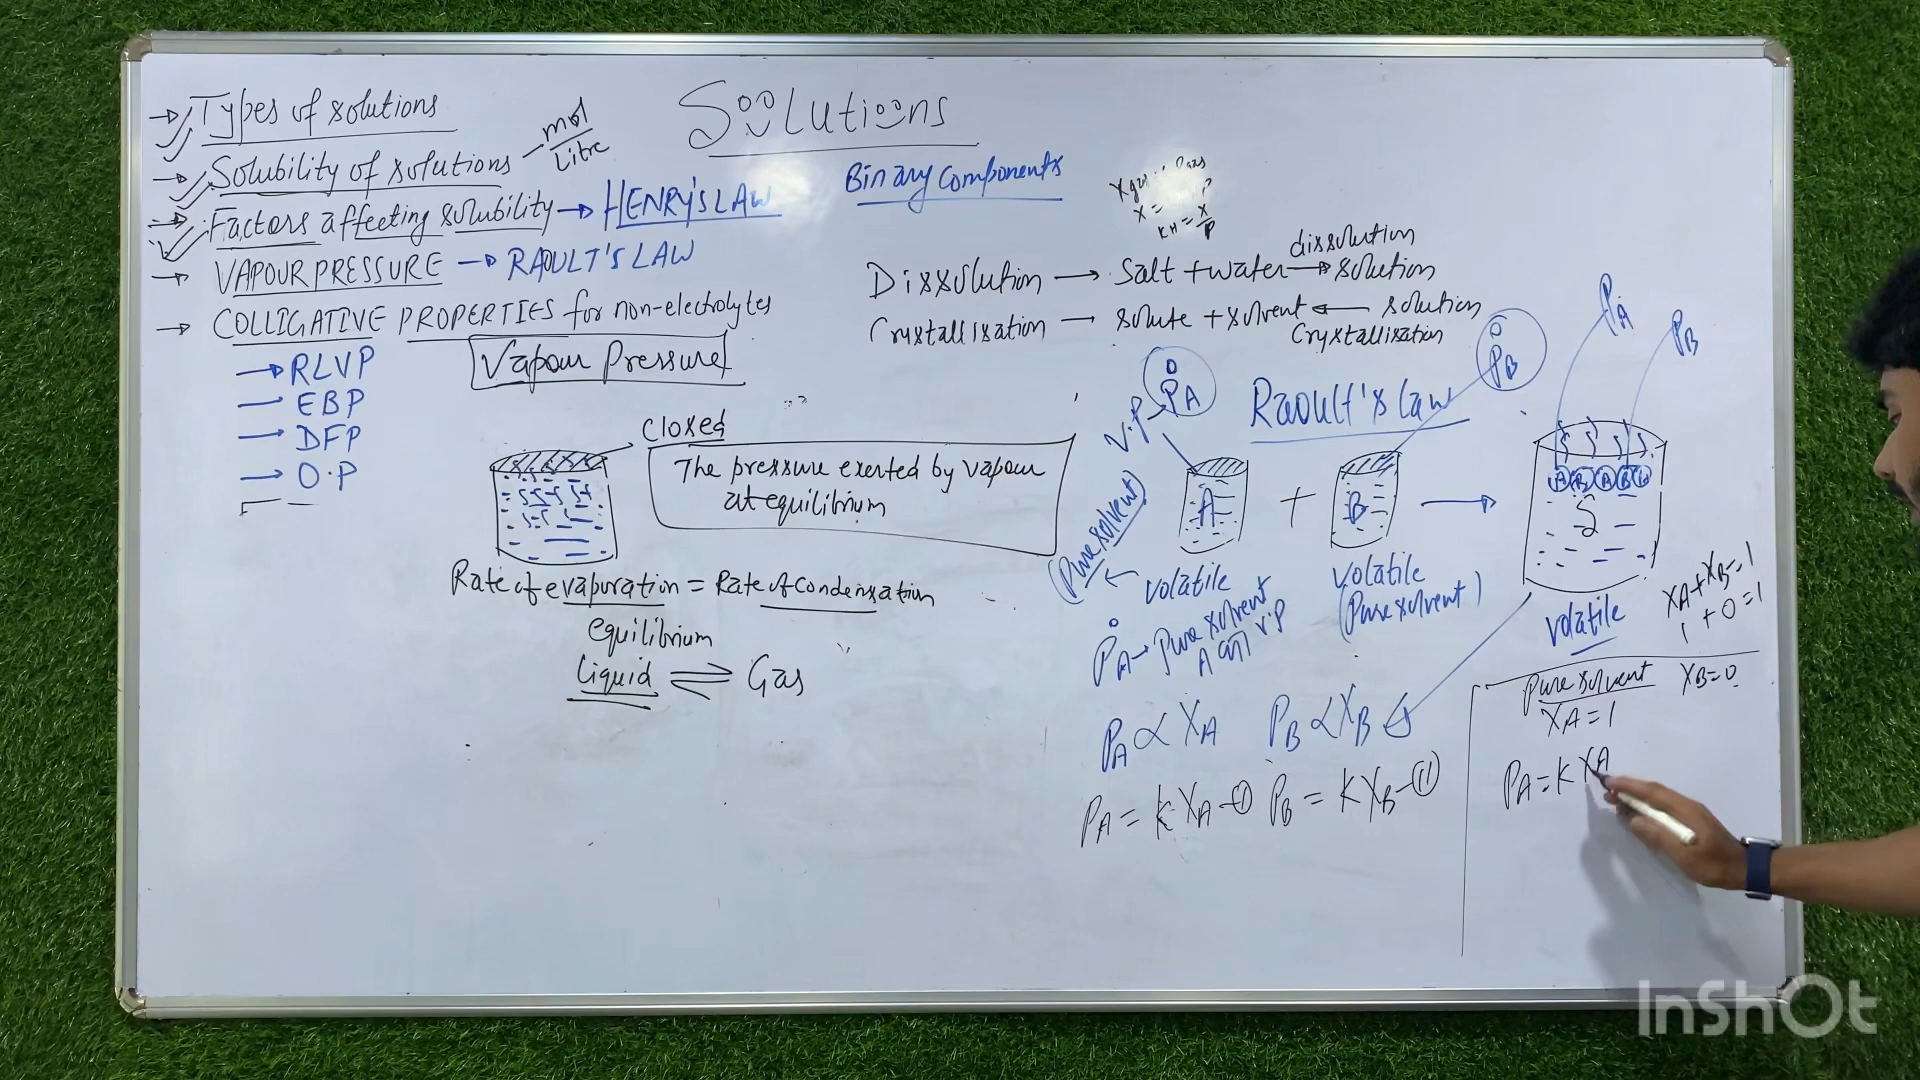 Solutions
→ Types of solutions
→ Solubility of solutions — mol/Litre
→ Factors affeeting solubility → HENRY'S LAW
→ VAPOUR PRESSURE → RAOULT'S LAW
→ COLLIGATIVE PROPERTIES for non-electrolytes
→ RLVP
— EBP
→ DFP
→ O.P
Vapour Pressure
closed
The pressure exerted by vapour
at equilibrium
Rate of evapuration = Rate of condensation
equilibrium
Liquid ⇌ Gas
Binary components
X =
KH = X/P
Dissolution → Salt + water → solution
dissolution
Crystallisation → solute + solvent ← solution
Crystallisation
Raoult's law
V.P
P°A
P°B
PA
PB
A + B →
A B A B
S
(Pure solvent) ← volatile
volatile
(Pure solvent)
volatile
P°A → Pure solvent
A V.P
XA + XB = 1
1 + 0 = 1
PA ∝ XA PB ∝ XB
PA = K XA - ① PB = K XB - ⑪
Pure solvent XB = 0
XA = 1
PA = K XA
InShOt